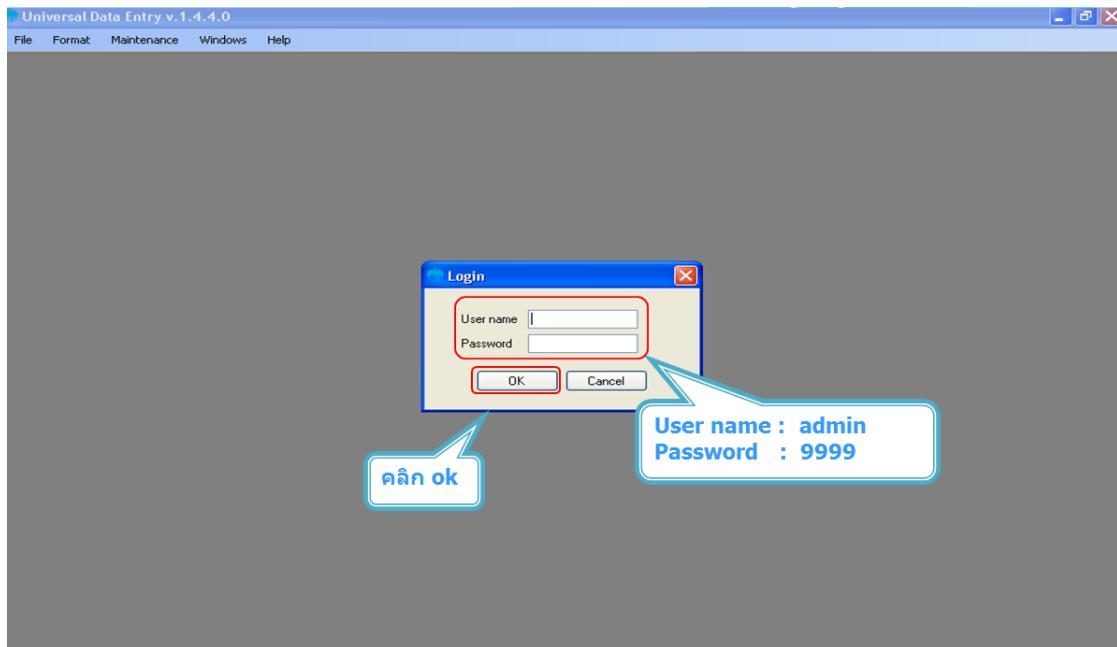 Universal Data Entry v.1.4.4.0
File Format Maintenance Windows Help
Login
User name
Password
OK Cancel
User name : admin
Password : 9999
คลิก ok